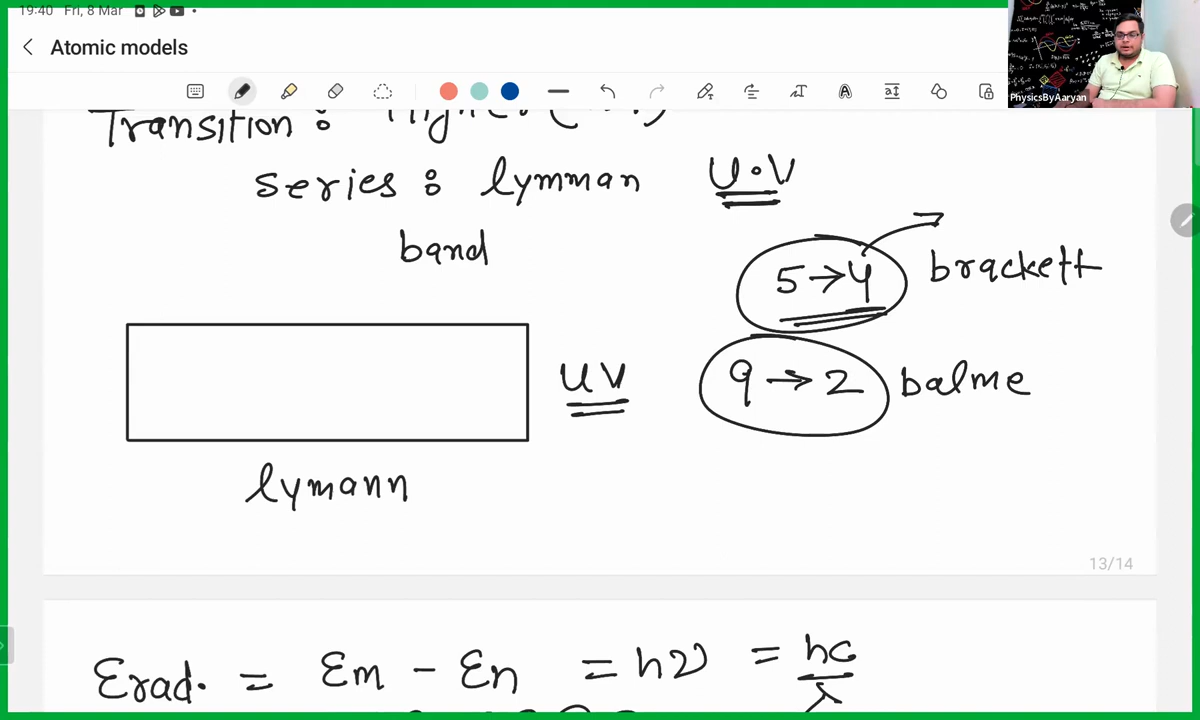 19:40 Fri, 8 Mar
Atomic models
PhysicsByAaryan
Transition :
series : lymman U.V
band
5→4 brackett
UV 9→2 balme
lymann
13/14
Erad. = Em - En = hν = hc/λ